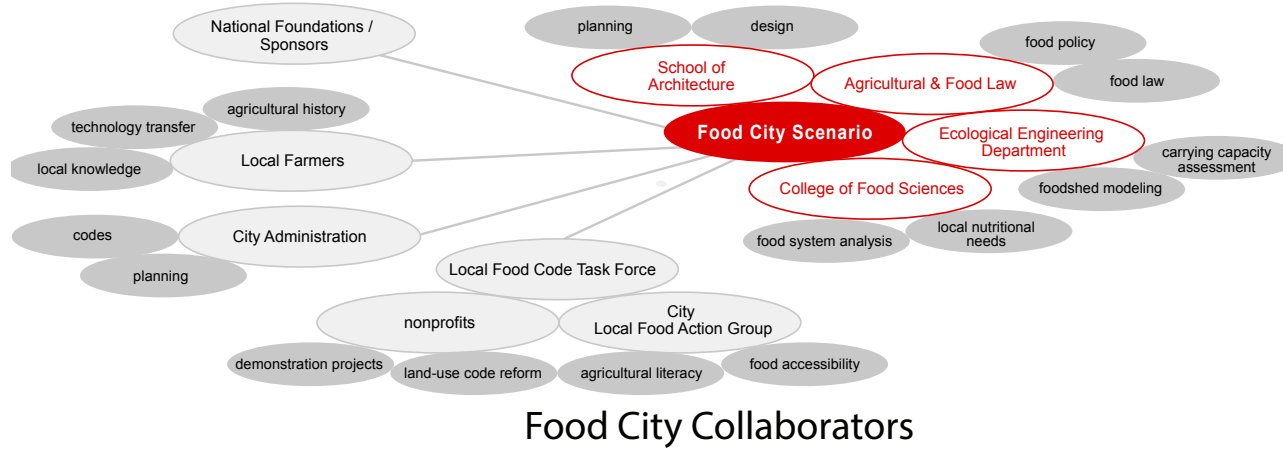 National Foundations /
Sponsors
planning
design
School of
Architecture
Agricultural & Food Law
food policy
food law
agricultural history
technology transfer
local knowledge
Local Farmers
Food City Scenario
Ecological Engineering
Department
carrying capacity
assessment
foodshed modeling
College of Food Sciences
local nutritional
needs
food system analysis
codes
City Administration
planning
Local Food Code Task Force
nonprofits
City
Local Food Action Group
demonstration projects
land-use code reform
agricultural literacy
food accessibility
Food City Collaborators